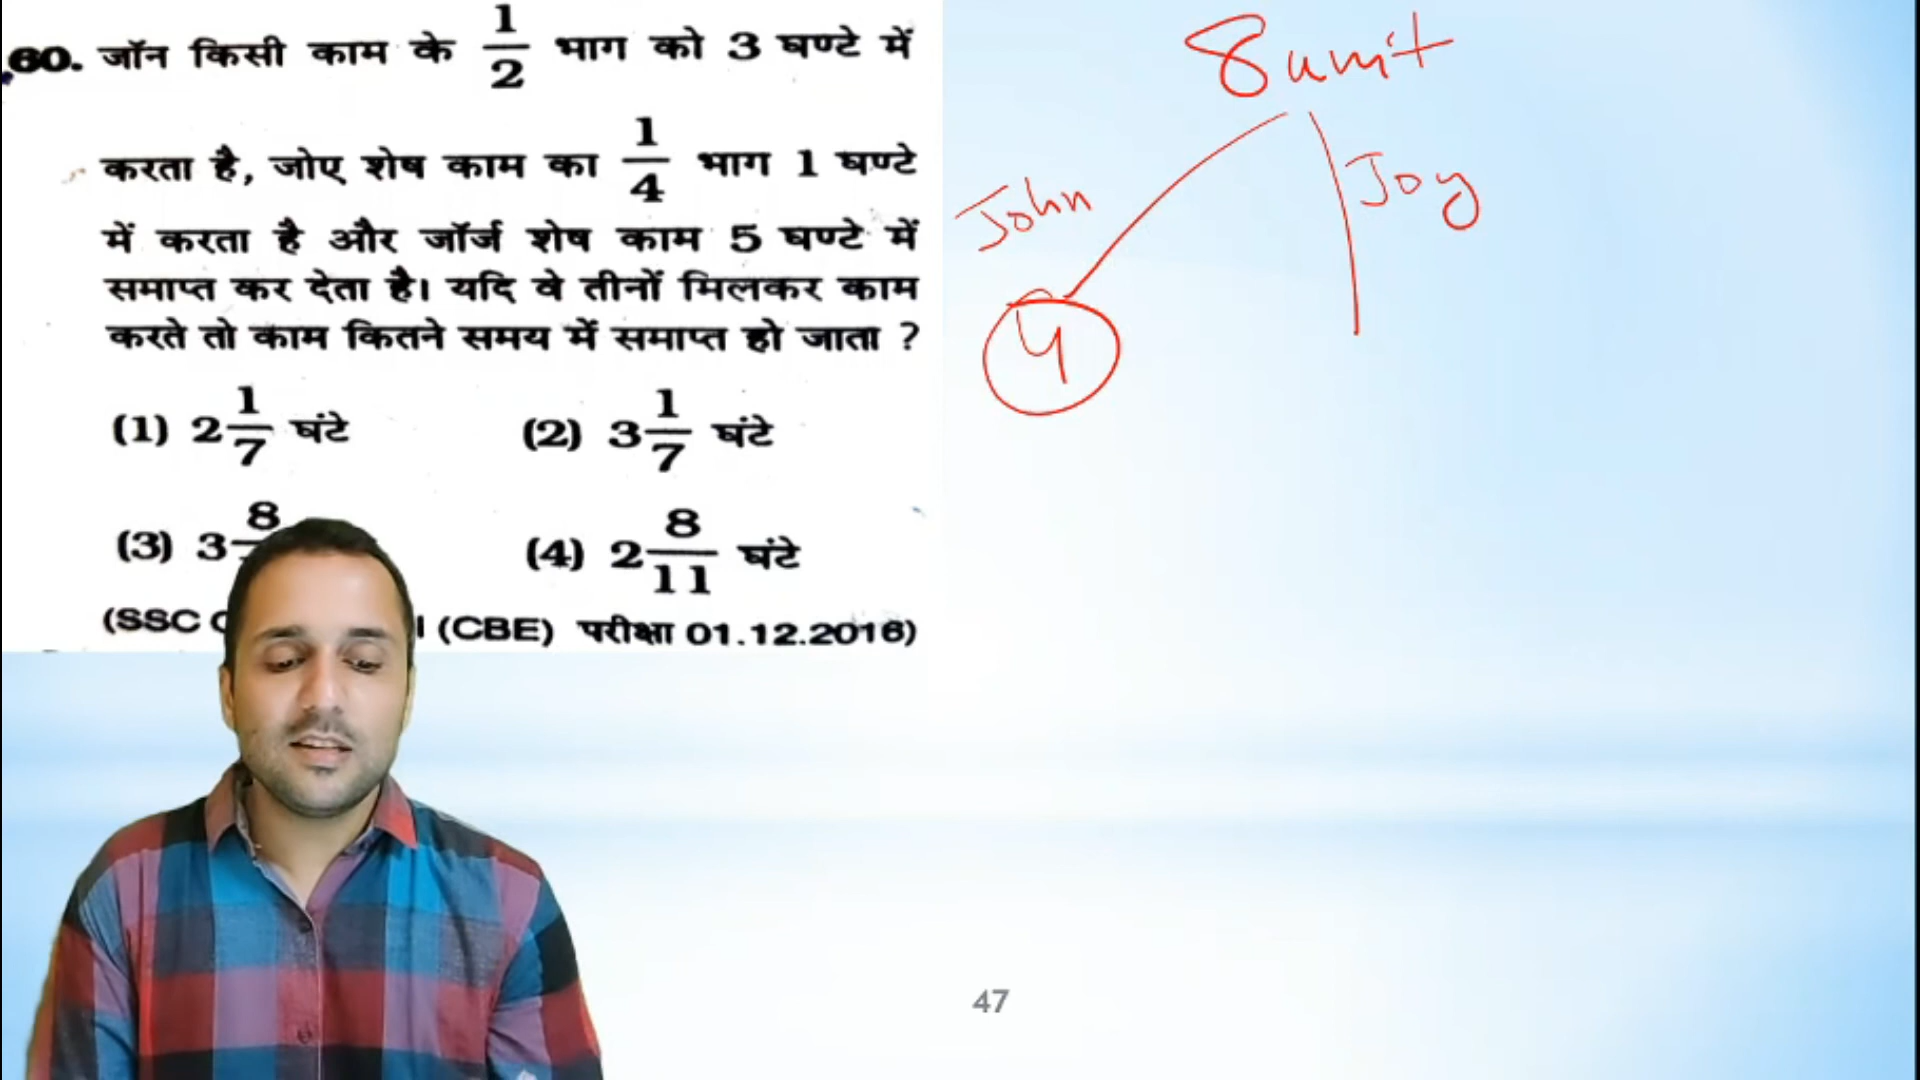 60. जॉन किसी काम के 1/2 भाग को 3 घण्टे में
करता है, जोए शेष काम का 1/4 भाग 1 घण्टे
में करता है और जॉर्ज शेष काम 5 घण्टे में
समाप्त कर देता है। यदि वे तीनों मिलकर काम
करते तो काम कितने समय में समाप्त हो जाता ?
(1) 2 1/7 घंटे (2) 3 1/7 घंटे
(3) 3 8 (4) 2 8/11 घंटे
(SSC (CBE) परीक्षा 01.12.2016)
8 unit
John
Joy
4
47